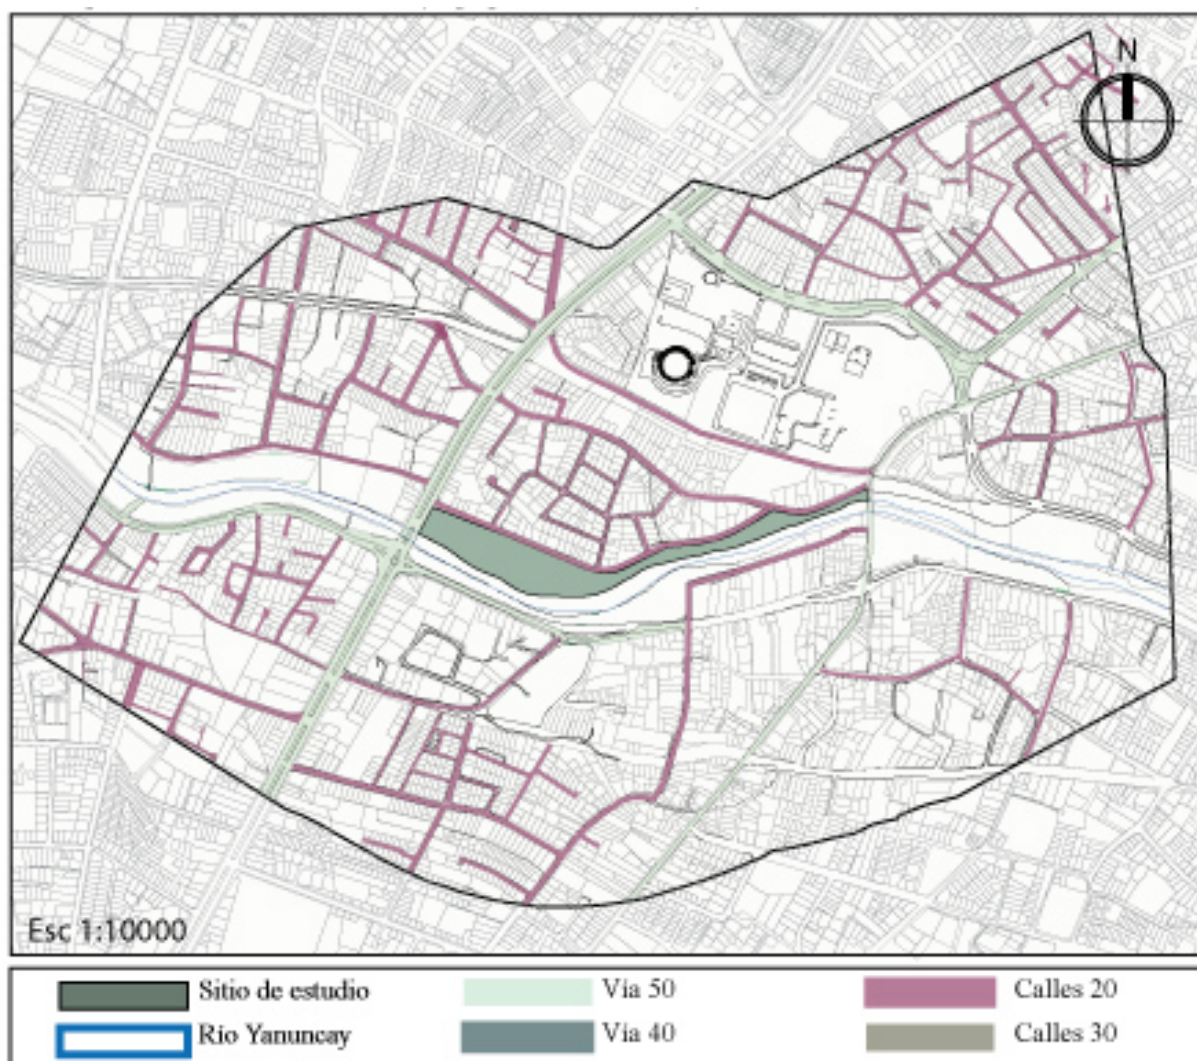 N
Esc 1:10000
Sitio de estudio
Vía 50
Calles 20
Río Yanuncay
Vía 40
Calles 30